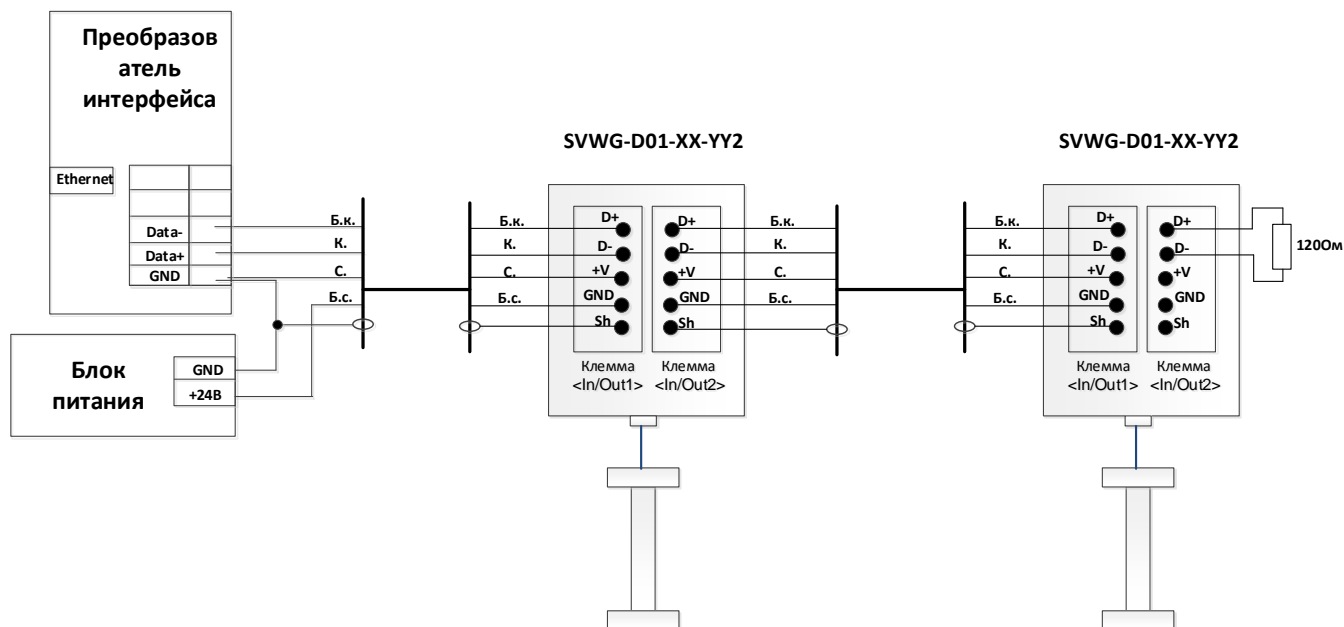 Преобразов
атель
интерфейса
Ethernet
Data-
Data+
GND
Б.к.
К.
С.
Б.с.
Блок
питания
GND
+24В
SVWG-D01-XX-YY2
Б.к.
К.
С.
Б.с.
D+
D-
+V
GND
Sh
D+
D-
+V
GND
Sh
Клемма
<In/Out1>
Клемма
<In/Out2>
Б.к.
К.
С.
Б.с.
SVWG-D01-XX-YY2
Б.к.
К.
С.
Б.с.
D+
D-
+V
GND
Sh
D+
D-
+V
GND
Sh
Клемма
<In/Out1>
Клемма
<In/Out2>
120Ом